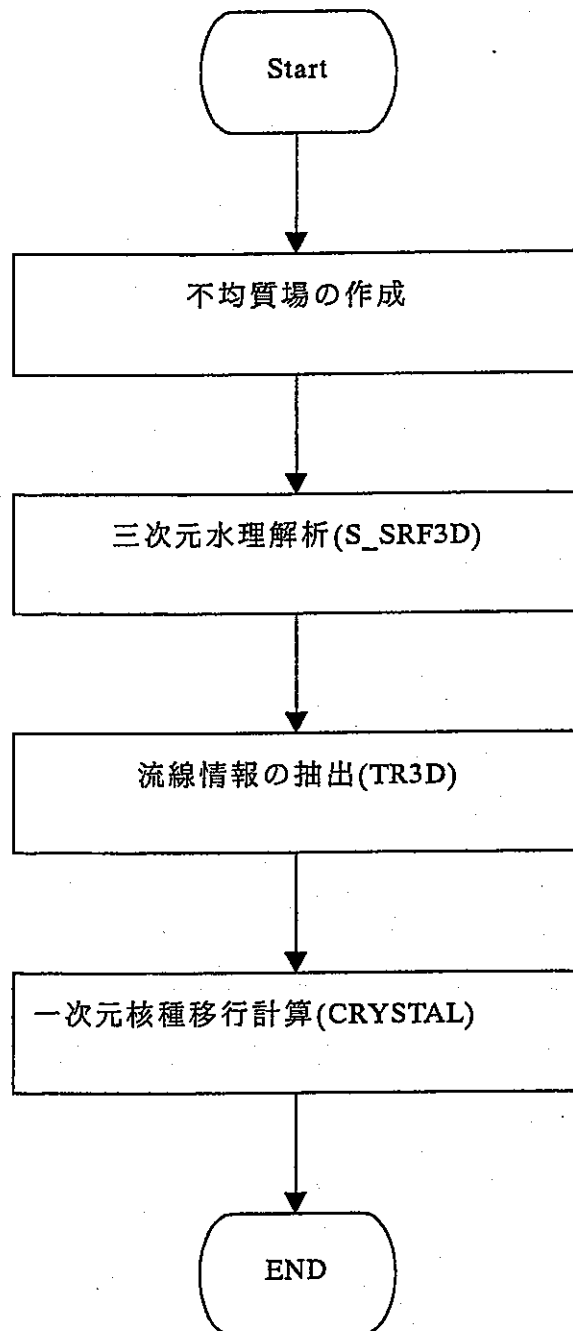 Start
不均質場の作成
三次元水理解析(S_SRF3D)
流線情報の抽出(TR3D)
一次元核種移行計算(CRYSTAL)
END